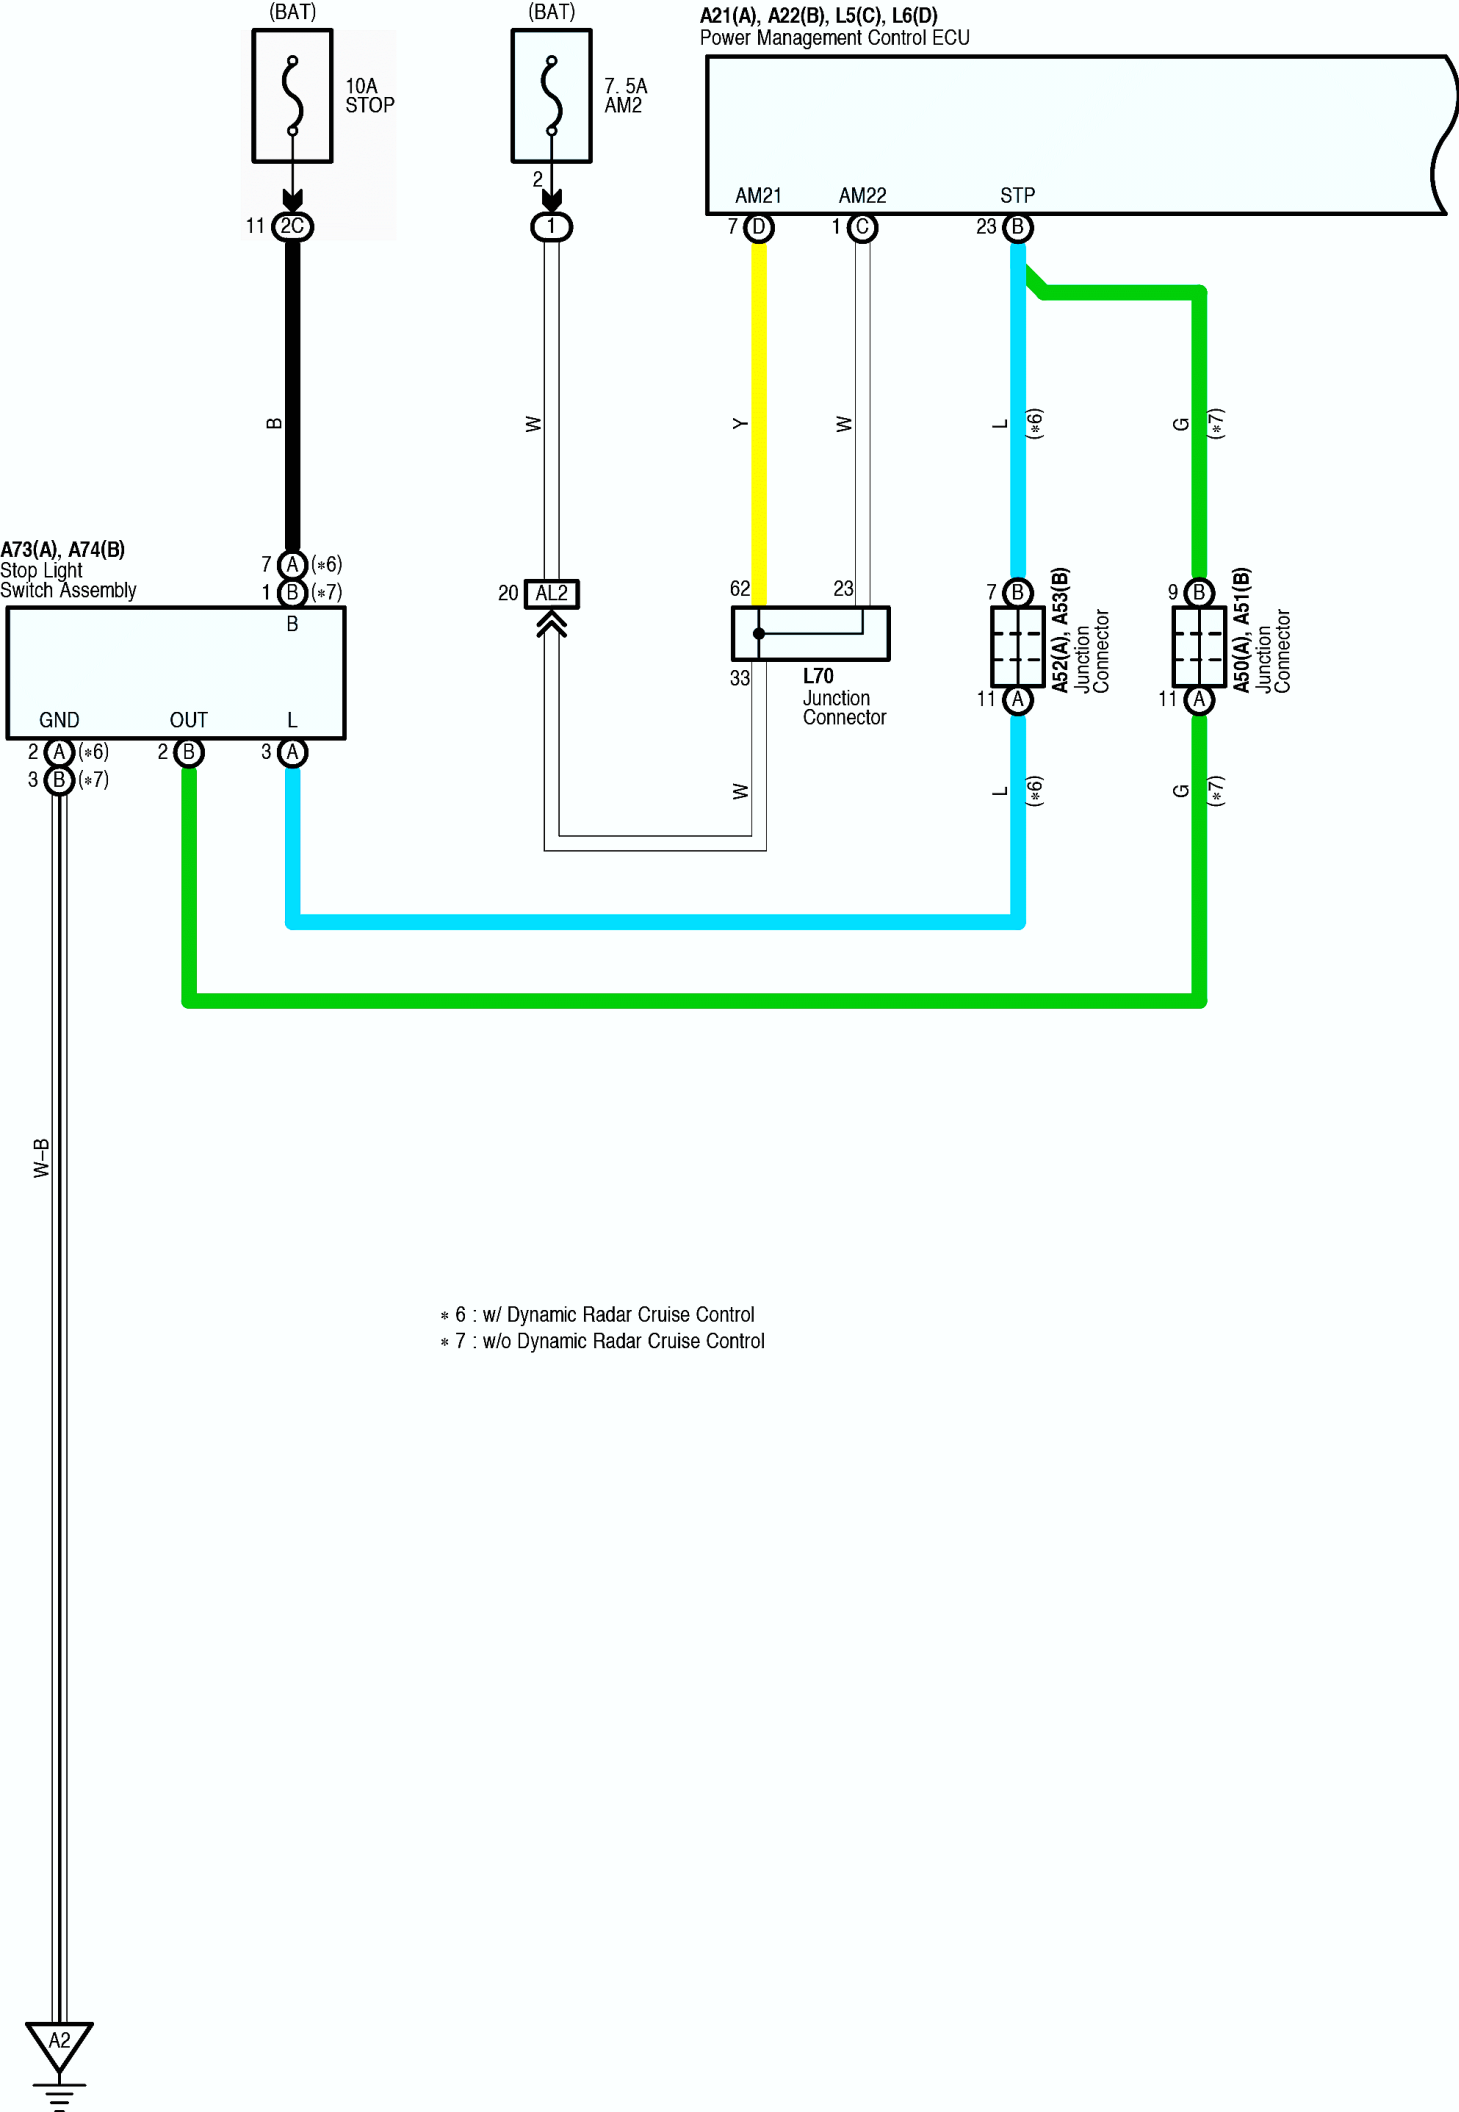 (BAT)
10A
STOP
11 2C
(BAT)
7. 5A
AM2
2
1
A21(A), A22(B), L5(C), L6(D)
Power Management Control ECU
AM21
AM22
STP
7 D
1 C
23 B
B
W
Y
W
L
(*6)
G
(*7)
A73(A), A74(B)
Stop Light
Switch Assembly
7 A (*6)
1 B (*7)
B
GND
OUT
L
2 A (*6)
3 B (*7)
2 B
3 A
20 AL2
62
23
33
L70
Junction
Connector
7 B
11 A
A52(A), A53(B)
Junction
Connector
9 B
11 A
A50(A), A51(B)
Junction
Connector
W
L
(*6)
G
(*7)
W–B
* 6 : w/ Dynamic Radar Cruise Control
* 7 : w/o Dynamic Radar Cruise Control
A2